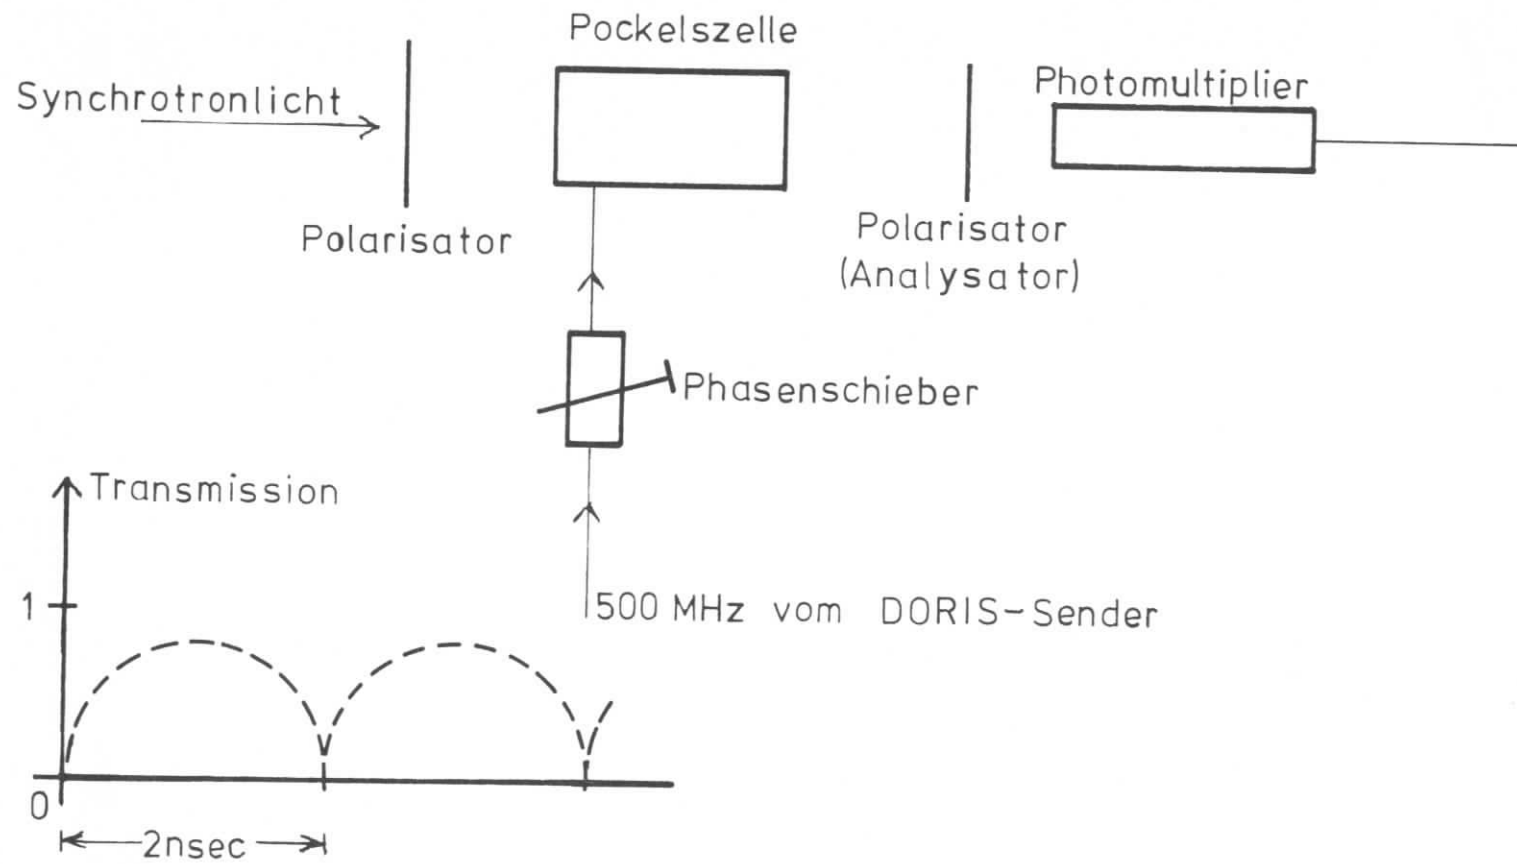 Pockelszelle
Synchrotronlicht
Photomultiplier
Polarisator
Polarisator
(Analysator)
Phasenschieber
Transmission
1
500 MHz vom DORIS-Sender
0
2nsec